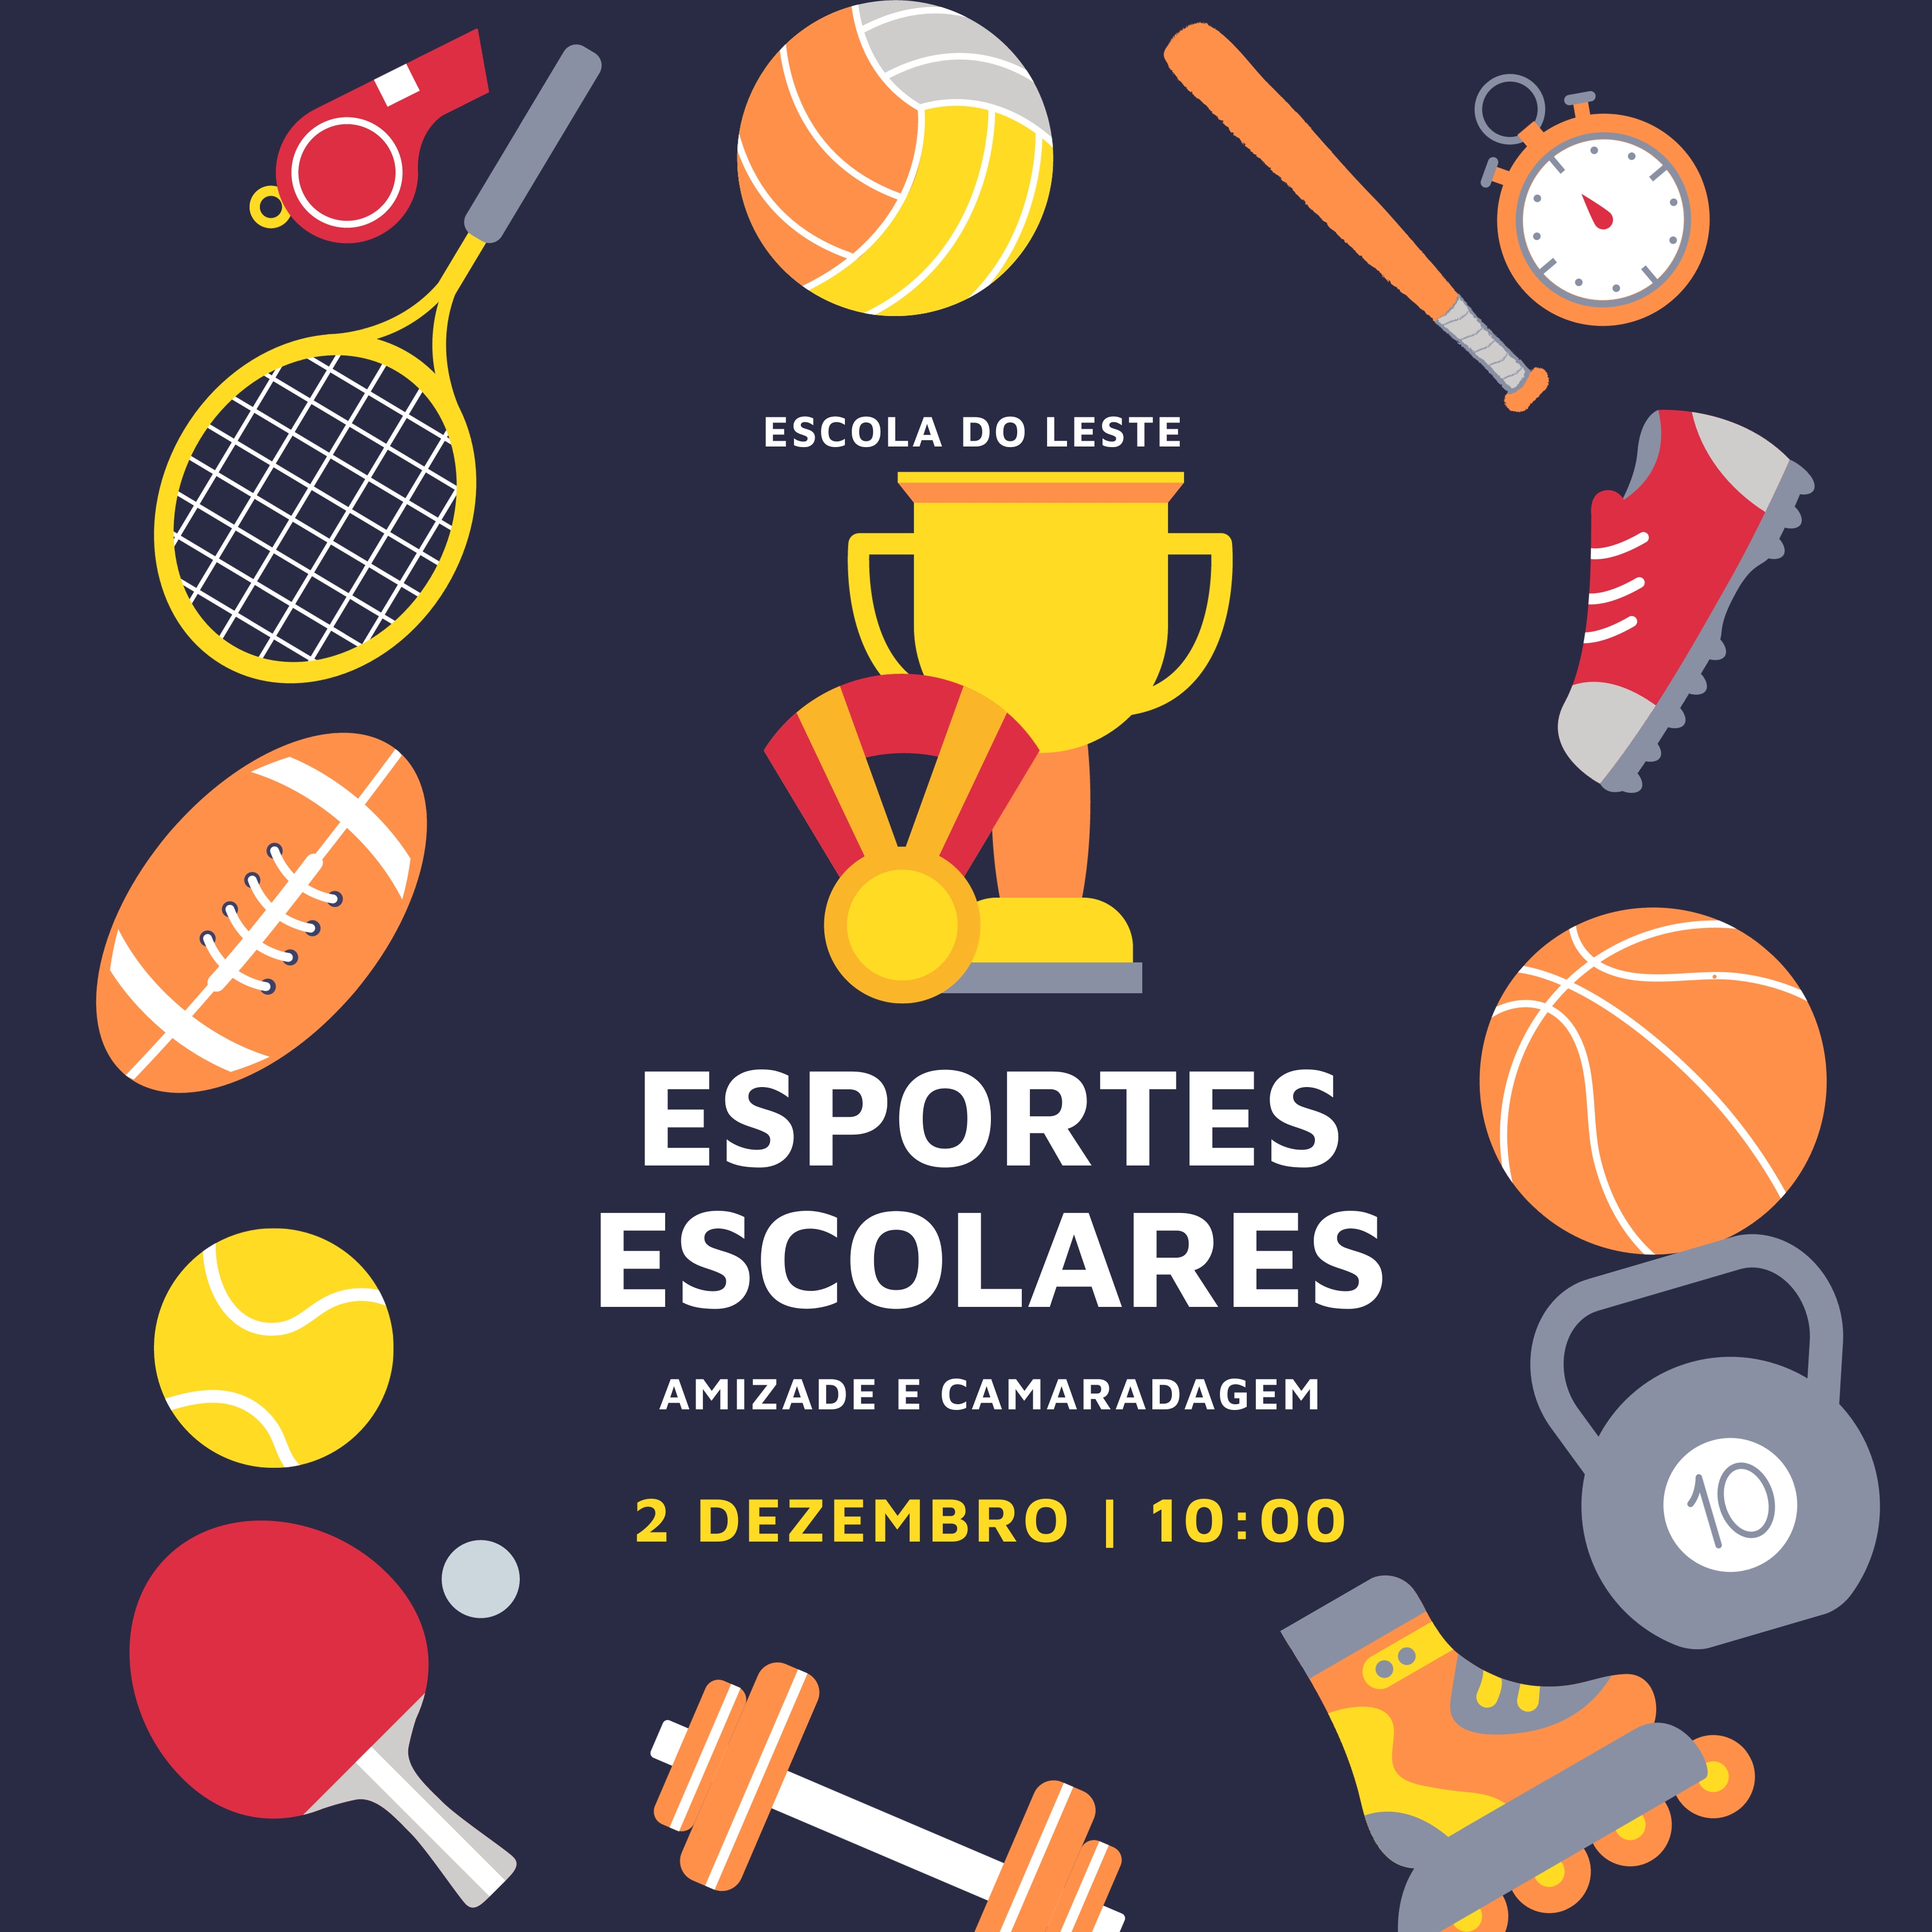 ESCOLA DO LESTE
ESPORTES
ESCOLARES
AMIZADE E CAMARADAGEM
2 DEZEMBRO | 10:00
10